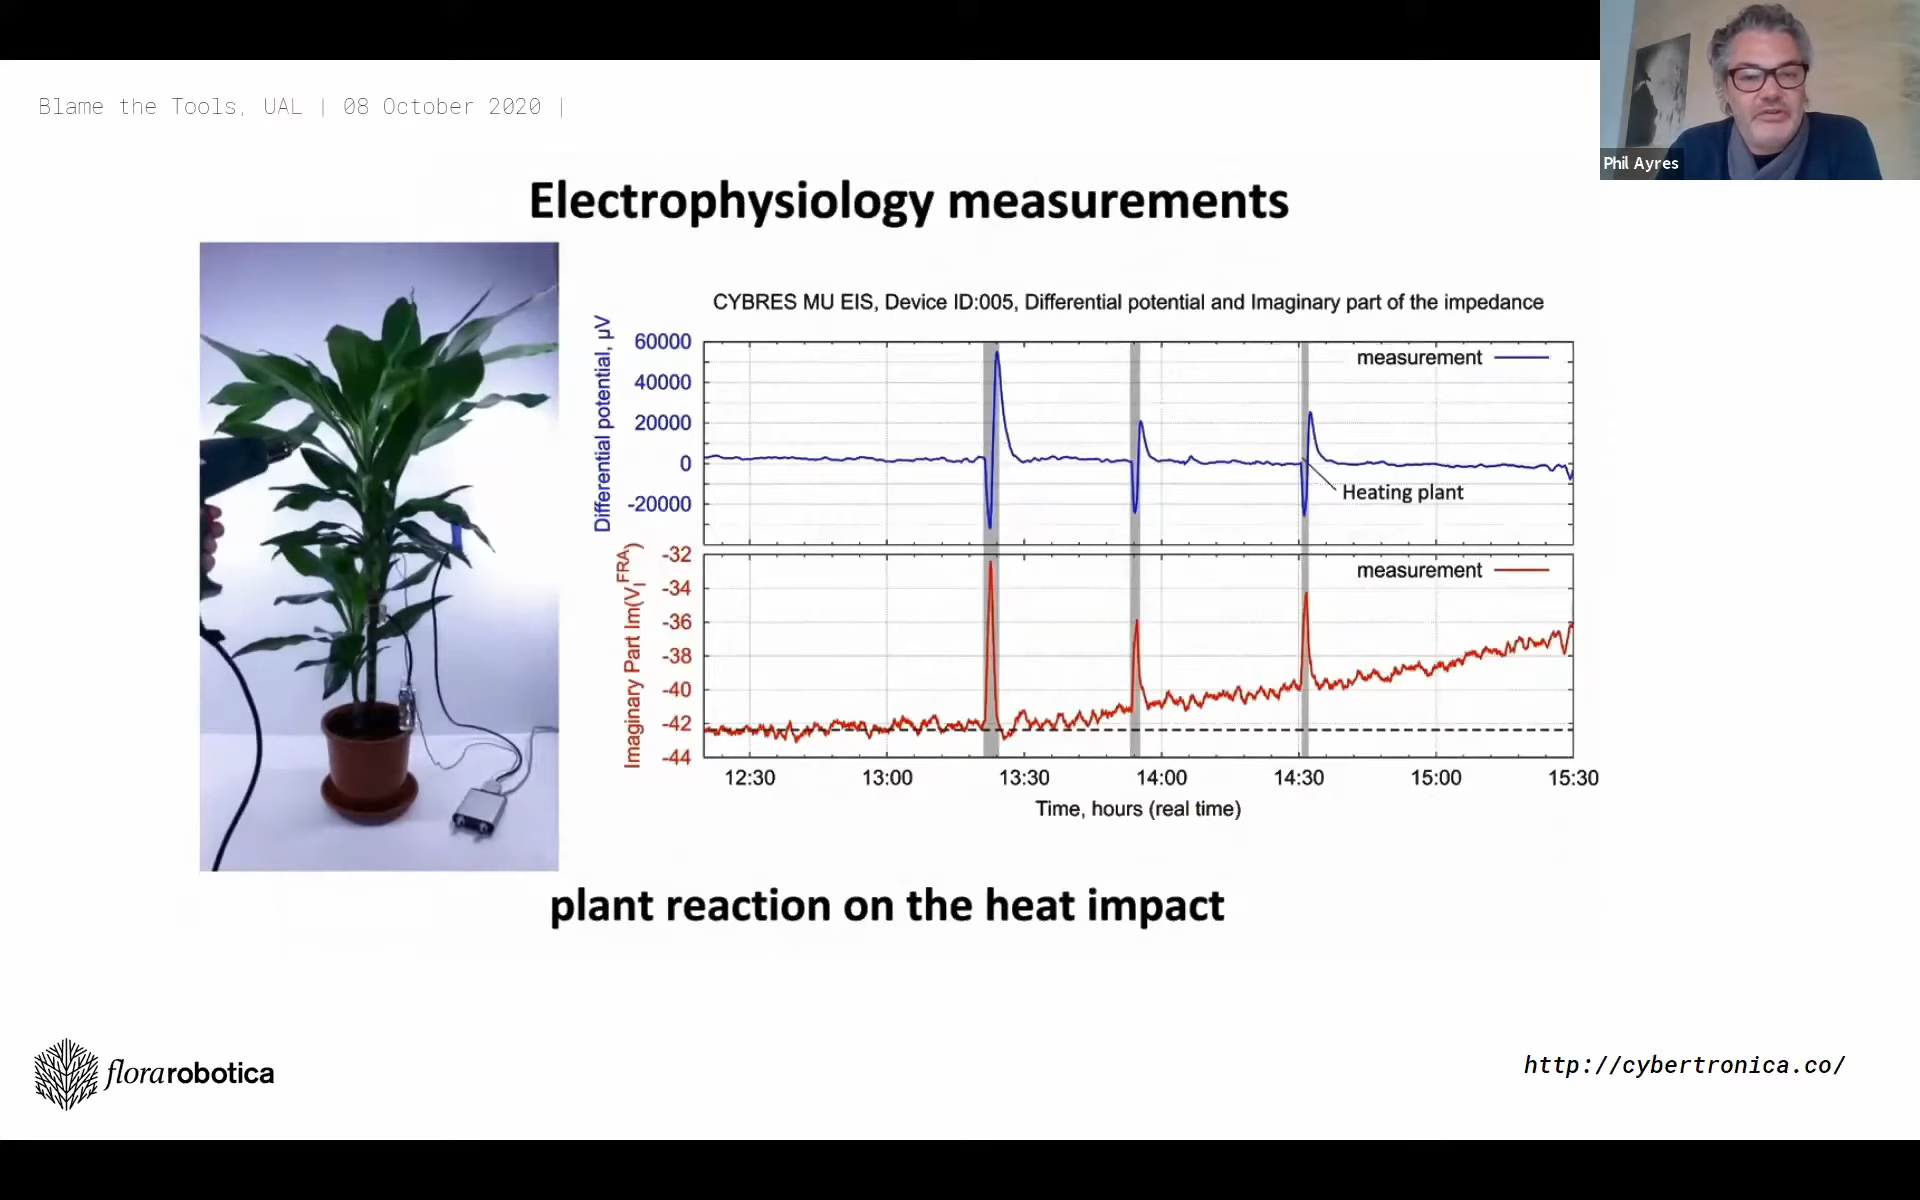 Blame the Tools, UAL | 08 October 2020 |
Phil Ayres
Electrophysiology measurements
CYBRES MU EIS, Device ID:005, Differential potential and Imaginary part of the impedance
Differential potential, µV
60000
40000
20000
0
-20000
measurement
Heating plant
Imaginary Part Im(V_I^FRA)
-32
-34
-36
-38
-40
-42
-44
measurement
12:30 13:00 13:30 14:00 14:30 15:00 15:30
Time, hours (real time)
plant reaction on the heat impact
florarobotica
http://cybertronica.co/